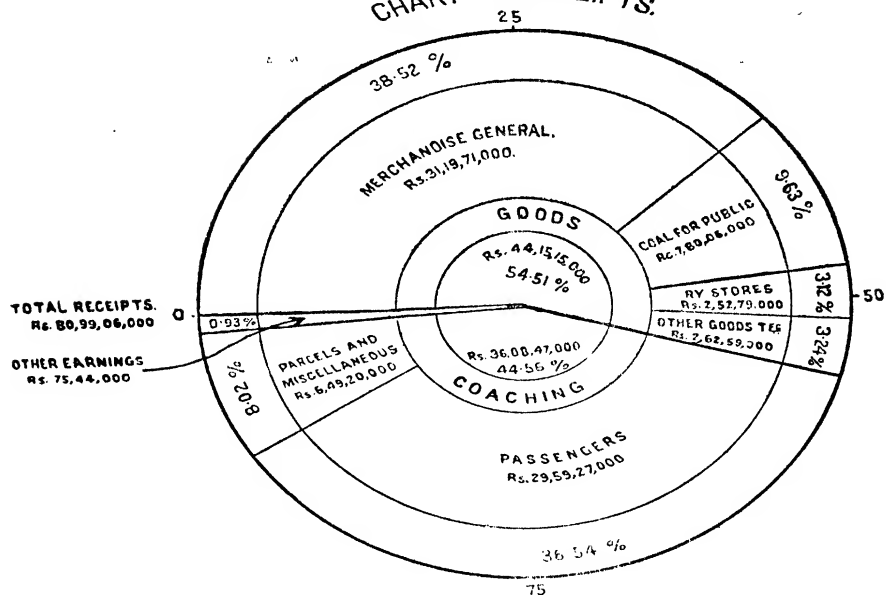 CHART
25
38·52 %
MERCHANDISE GENERAL.
Rs.31,19,71,000.
9·63 %
COAL FOR PUBLIC
Rs.7,80,06,000
GOODS
Rs. 44,15,15,000
54·51 %
3·12 %
RY STORES
Rs.2,52,79,000
50
OTHER GOODS
Rs.2,62,59,000
3·24%
TOTAL RECEIPTS.
Rs. 80,99,06,000
0
0·93%
OTHER EARNINGS
Rs. 75,44,000
8·02 %
PARCELS AND
MISCELLANEOUS
Rs.6,49,20,000
Rs. 36,08,47,000
44·56 %
COACHING
PASSENGERS
Rs.29,59,27,000
36 54 %
75